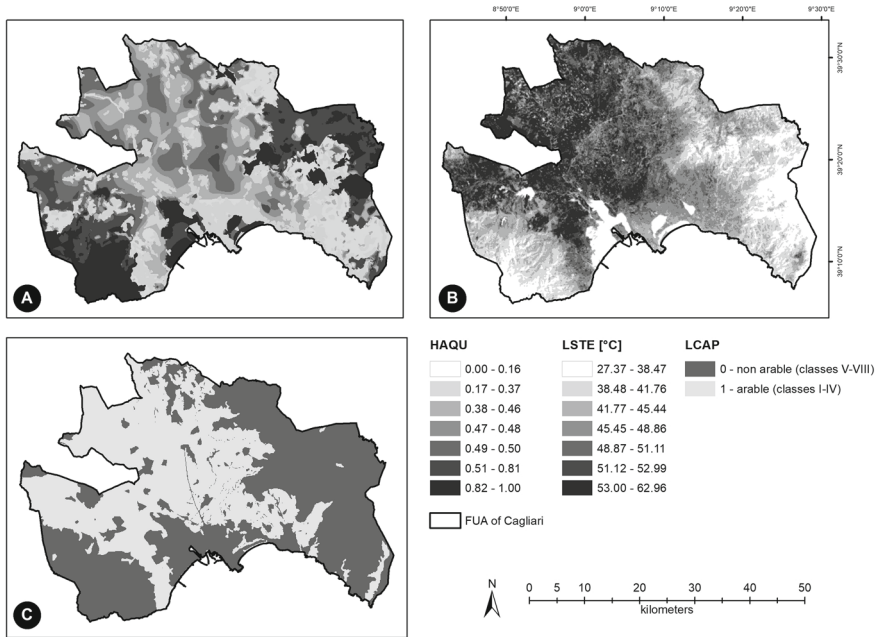 8°50'0"E 9°0'0"E 9°10'0"E 9°20'0"E 9°30'0"E
39°30'0"N
39°20'0"N
39°10'0"N
A
B
C
HAQU
0.00 - 0.16
0.17 - 0.37
0.38 - 0.46
0.47 - 0.48
0.49 - 0.50
0.51 - 0.81
0.82 - 1.00
FUA of Cagliari
LSTE [°C]
27.37 - 38.47
38.48 - 41.76
41.77 - 45.44
45.45 - 48.86
48.87 - 51.11
51.12 - 52.99
53.00 - 62.96
LCAP
0 - non arable (classes V-VIII)
1 - arable (classes I-IV)
N
0 5 10 20 30 40 50
kilometers